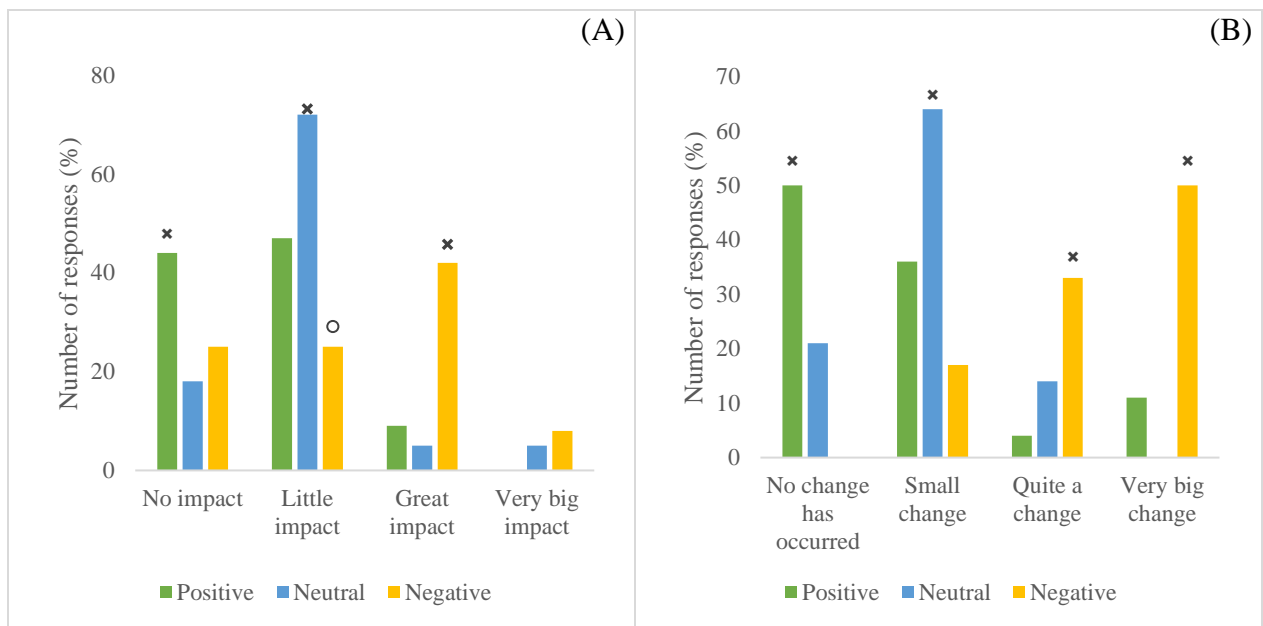 (A)
Number of responses (%)
80
60
40
20
0
No impact
Little
impact
Great
impact
Very big
impact
Positive
Neutral
Negative
(B)
Number of responses (%)
70
60
50
40
30
20
10
0
No change
has
occurred
Small
change
Quite a
change
Very big
change
Positive
Neutral
Negative